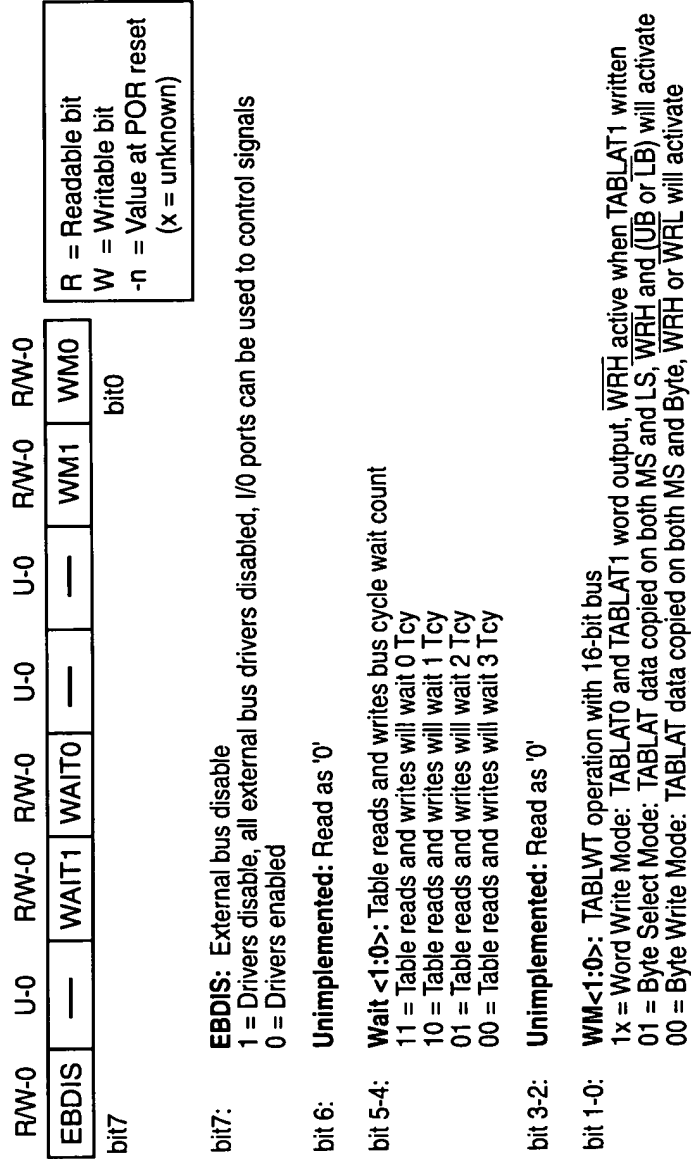 R/W-0 U-0 R/W-0 R/W-0 U-0 U-0 R/W-0 R/W-0
EBDIS — WAIT1 WAIT0 — — WM1 WM0
bit7 bit0
R = Readable bit
W = Writable bit
-n = Value at POR reset
(x = unknown)
bit7: EBDIS: External bus disable
1 = Drivers disable, all external bus drivers disabled, I/0 ports can be used to control signals
0 = Drivers enabled
bit 6: Unimplemented: Read as '0'
bit 5-4: Wait <1:0>: Table reads and writes bus cycle wait count
11 = Table reads and writes will wait 0 Tcy
10 = Table reads and writes will wait 1 Tcy
01 = Table reads and writes will wait 2 Tcy
00 = Table reads and writes will wait 3 Tcy
bit 3-2: Unimplemented: Read as '0'
bit 1-0: WM<1:0>: TABLWT operation with 16-bit bus
1x = Word Write Mode: TABLAT0 and TABLAT1 word output, WRH active when TABLAT1 written
01 = Byte Select Mode: TABLAT data copied on both MS and LS, WRH and (UB or LB) will activate
00 = Byte Write Mode: TABLAT data copied on both MS and Byte, WRH or WRL will activate